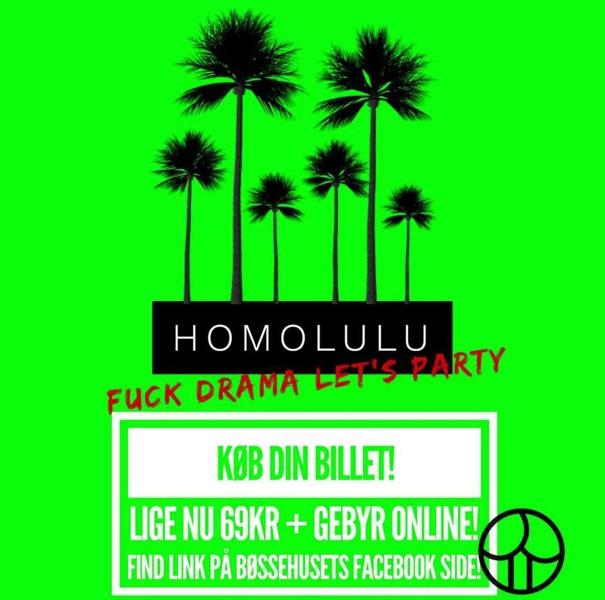 HOMOLULU
FUCK DRAMA LET'S PARTY
KØB DIN BILLET!
LIGE NU 69KR + GEBYR ONLINE!
FIND LINK PÅ BØSSEHUSETS FACEBOOK SIDE!